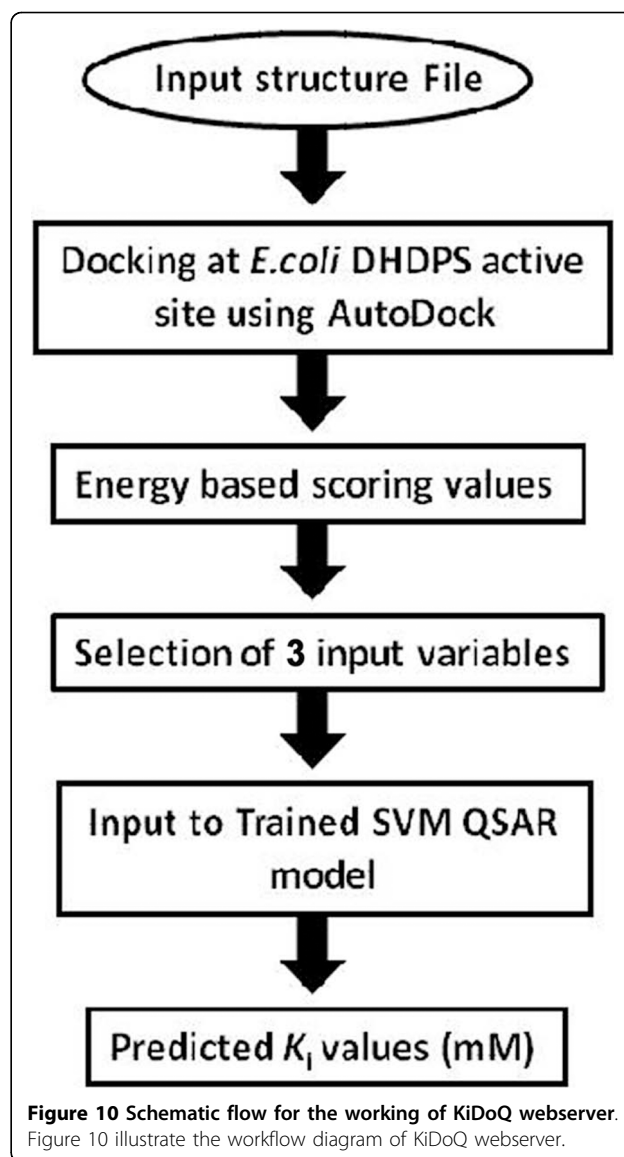 Input structure File
Docking at E.coli DHDPS active
site using AutoDock
Energy based scoring values
Selection of 3 input variables
Input to Trained SVM QSAR
model
Predicted Ki values (mM)
Figure 10 Schematic flow for the working of KiDoQ webserver.
Figure 10 illustrate the workflow diagram of KiDoQ webserver.